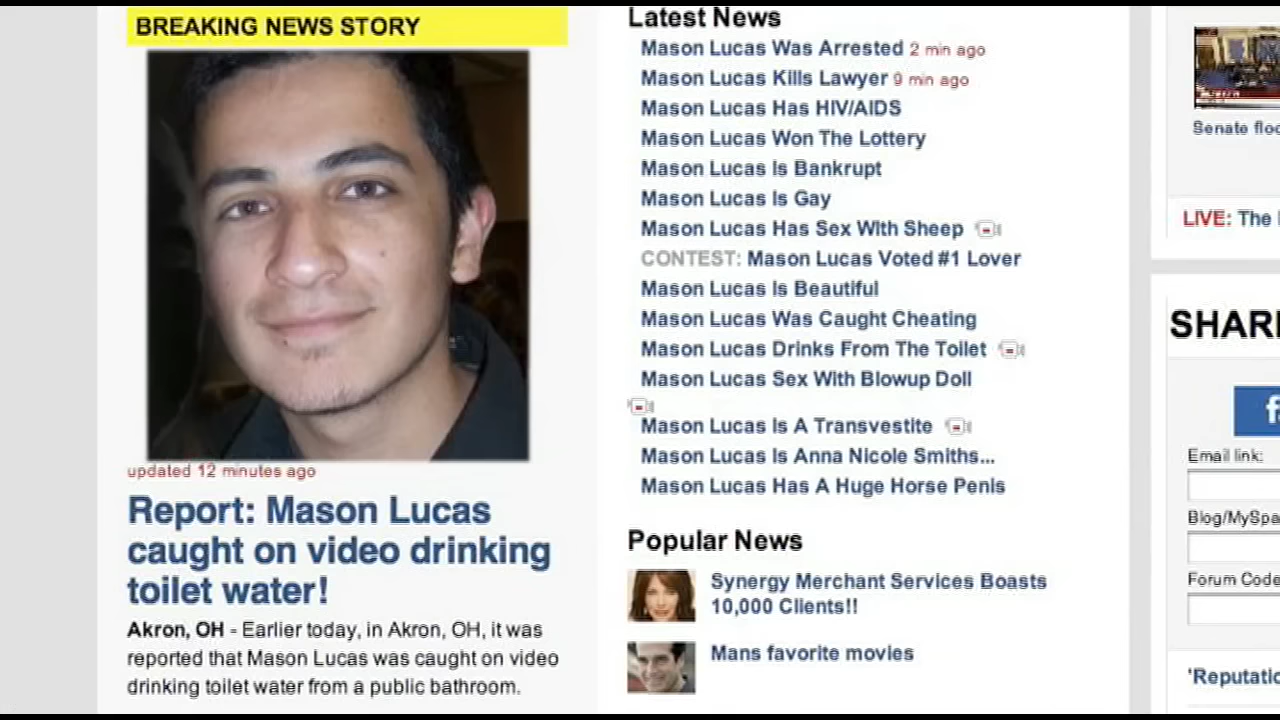 BREAKING NEWS STORY
updated 12 minutes ago
Report: Mason Lucas
caught on video drinking
toilet water!
Akron, OH - Earlier today, in Akron, OH, it was
reported that Mason Lucas was caught on video
drinking toilet water from a public bathroom.
Latest News
Mason Lucas Was Arrested 2 min ago
Mason Lucas Kills Lawyer 9 min ago
Mason Lucas Has HIV/AIDS
Mason Lucas Won The Lottery
Mason Lucas Is Bankrupt
Mason Lucas Is Gay
Mason Lucas Has Sex With Sheep
CONTEST: Mason Lucas Voted #1 Lover
Mason Lucas Is Beautiful
Mason Lucas Was Caught Cheating
Mason Lucas Drinks From The Toilet
Mason Lucas Sex With Blowup Doll
Mason Lucas Is A Transvestite
Mason Lucas Is Anna Nicole Smiths...
Mason Lucas Has A Huge Horse Penis
Popular News
Synergy Merchant Services Boasts
10,000 Clients!!
Mans favorite movies
Senate floo
LIVE: The
SHAR
Email link:
Blog/MySpa
Forum Code
'Reputatio